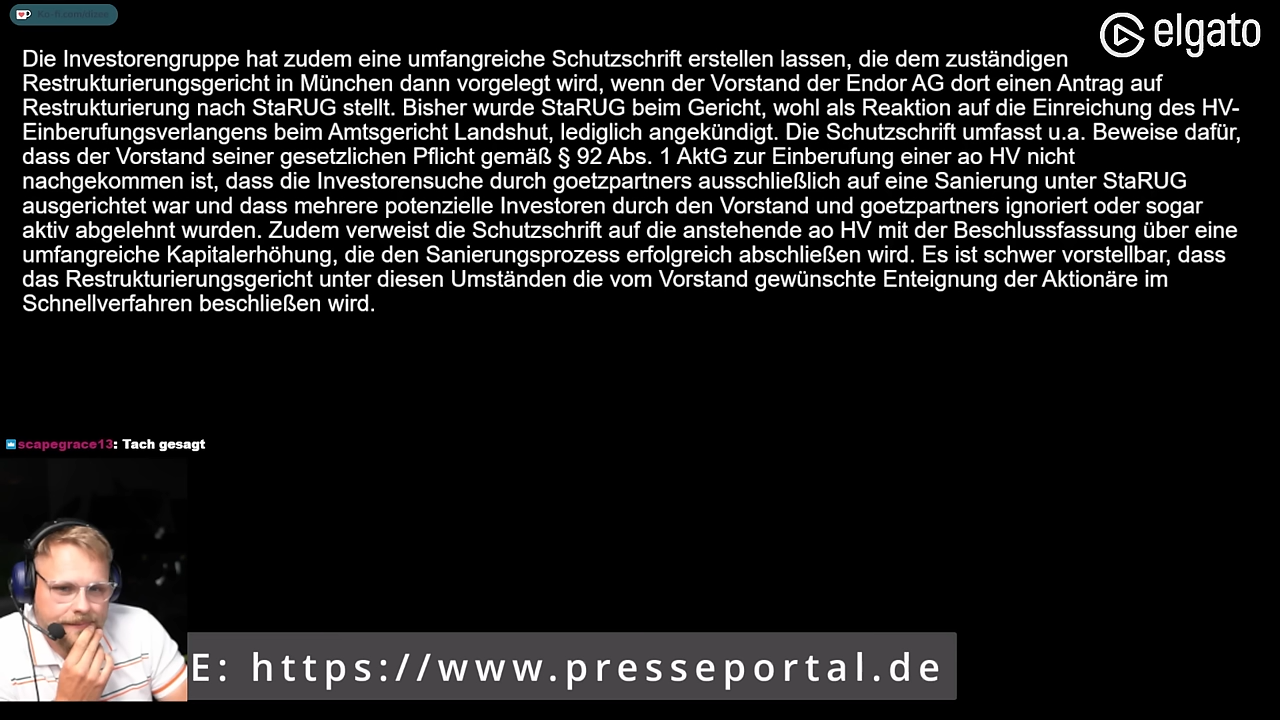 elgato
Die Investorengruppe hat zudem eine umfangreiche Schutzschrift erstellen lassen, die dem zuständigen
Restrukturierungsgericht in München dann vorgelegt wird, wenn der Vorstand der Endor AG dort einen Antrag auf
Restrukturierung nach StaRUG stellt. Bisher wurde StaRUG beim Gericht, wohl als Reaktion auf die Einreichung des HV-
Einberufungsverlangens beim Amtsgericht Landshut, lediglich angekündigt. Die Schutzschrift umfasst u.a. Beweise dafür,
dass der Vorstand seiner gesetzlichen Pflicht gemäß § 92 Abs. 1 AktG zur Einberufung einer ao HV nicht
nachgekommen ist, dass die Investorensuche durch goetzpartners ausschließlich auf eine Sanierung unter StaRUG
ausgerichtet war und dass mehrere potenzielle Investoren durch den Vorstand und goetzpartners ignoriert oder sogar
aktiv abgelehnt wurden. Zudem verweist die Schutzschrift auf die anstehende ao HV mit der Beschlussfassung über eine
umfangreiche Kapitalerhöhung, die den Sanierungsprozess erfolgreich abschließen wird. Es ist schwer vorstellbar, dass
das Restrukturierungsgericht unter diesen Umständen die vom Vorstand gewünschte Enteignung der Aktionäre im
Schnellverfahren beschließen wird.
scapegrace13: Tach gesagt
E: https://www.presseportal.de